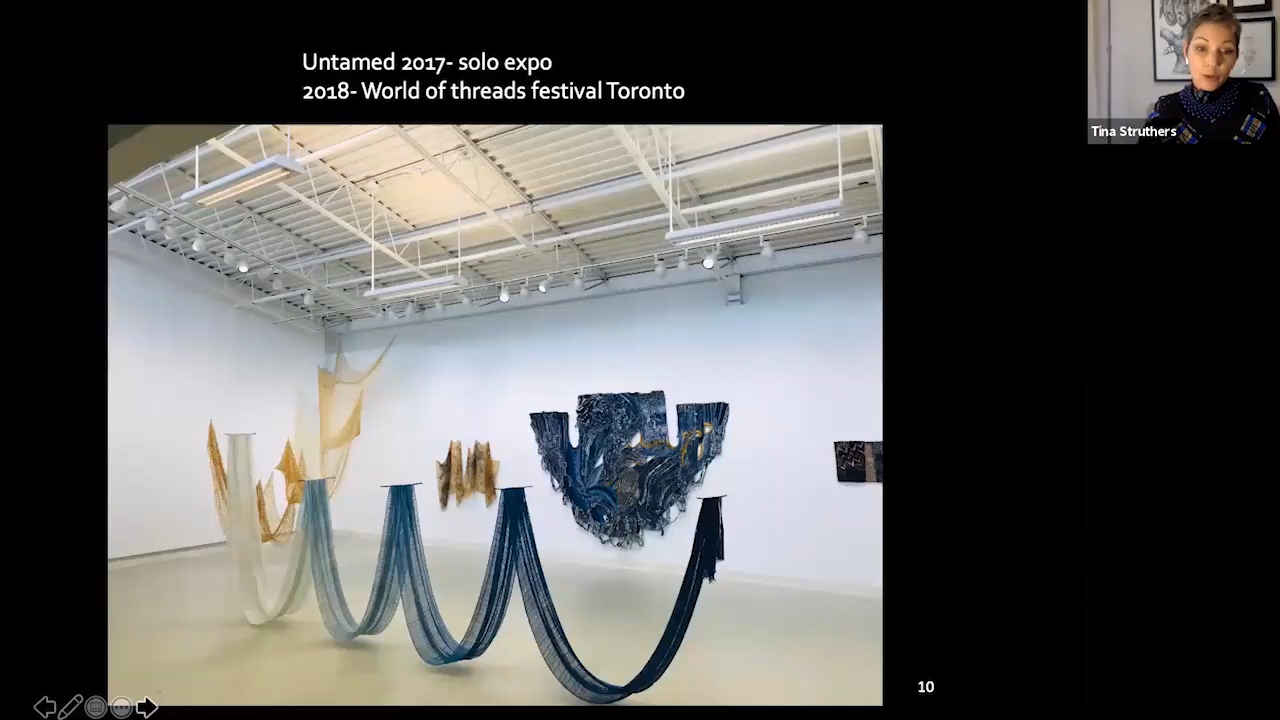 Untamed 2017- solo expo
2018- World of threads festival Toronto
Tina Struthers
10